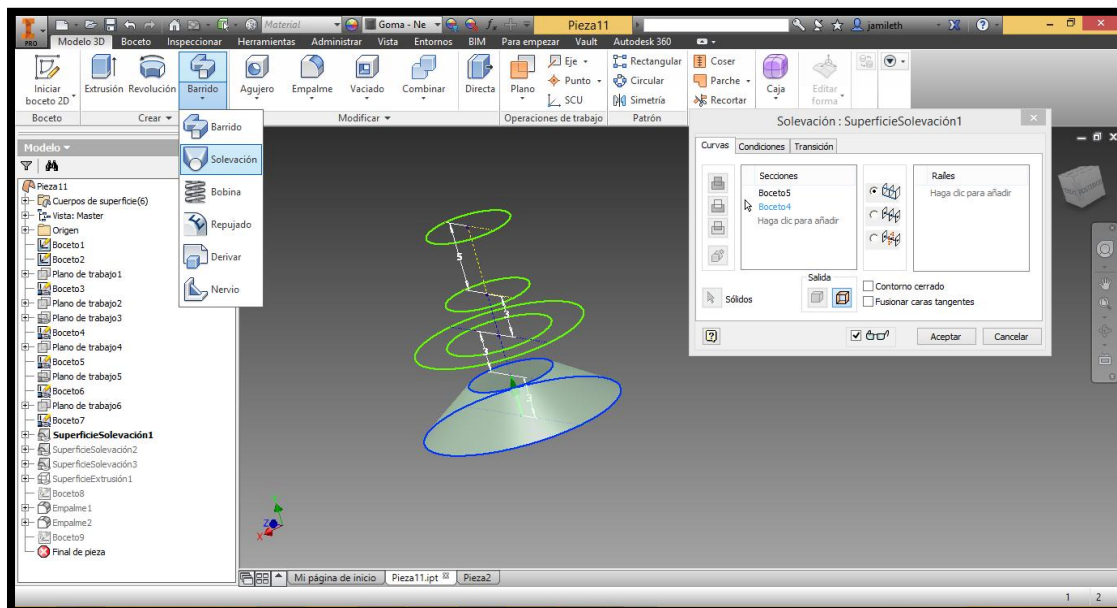 Material
Goma - Ne
Pieza11
jamileth
PRO
Modelo 3D Boceto Inspeccionar Herramientas Administrar Vista Entornos BIM Para empezar Vault Autodesk 360
Iniciar boceto 2D
Extrusión
Revolución
Barrido
Agujero
Empalme
Vaciado
Combinar
Directa
Plano
Eje
Punto
SCU
Rectangular
Circular
Simetría
Coser
Parche
Recortar
Caja
Editar forma
Boceto
Crear
Modificar
Operaciones de trabajo
Patrón
Barrido
Solevación
Bobina
Repujado
Derivar
Nervio
Modelo
Pieza11
Cuerpos de superficie(6)
Vista: Master
Origen
Boceto1
Boceto2
Plano de trabajo1
Boceto3
Plano de trabajo2
Plano de trabajo3
Boceto4
Plano de trabajo4
Boceto5
Plano de trabajo5
Boceto6
Plano de trabajo6
Boceto7
SuperficieSolevación1
SuperficieSolevación2
SuperficieSolevación3
SuperficieExtrusión1
Boceto8
Empalme1
Empalme2
Boceto9
Final de pieza
Solevación : SuperficieSolevación1
Curvas Condiciones Transición
Secciones
Boceto5
Boceto4
Haga clic para añadir
Raíles
Haga clic para añadir
Sólidos
Salida
Contorno cerrado
Fusionar caras tangentes
Aceptar
Cancelar
5
3
3
Z
X
Mi página de inicio Pieza11.ipt Pieza2
1 2